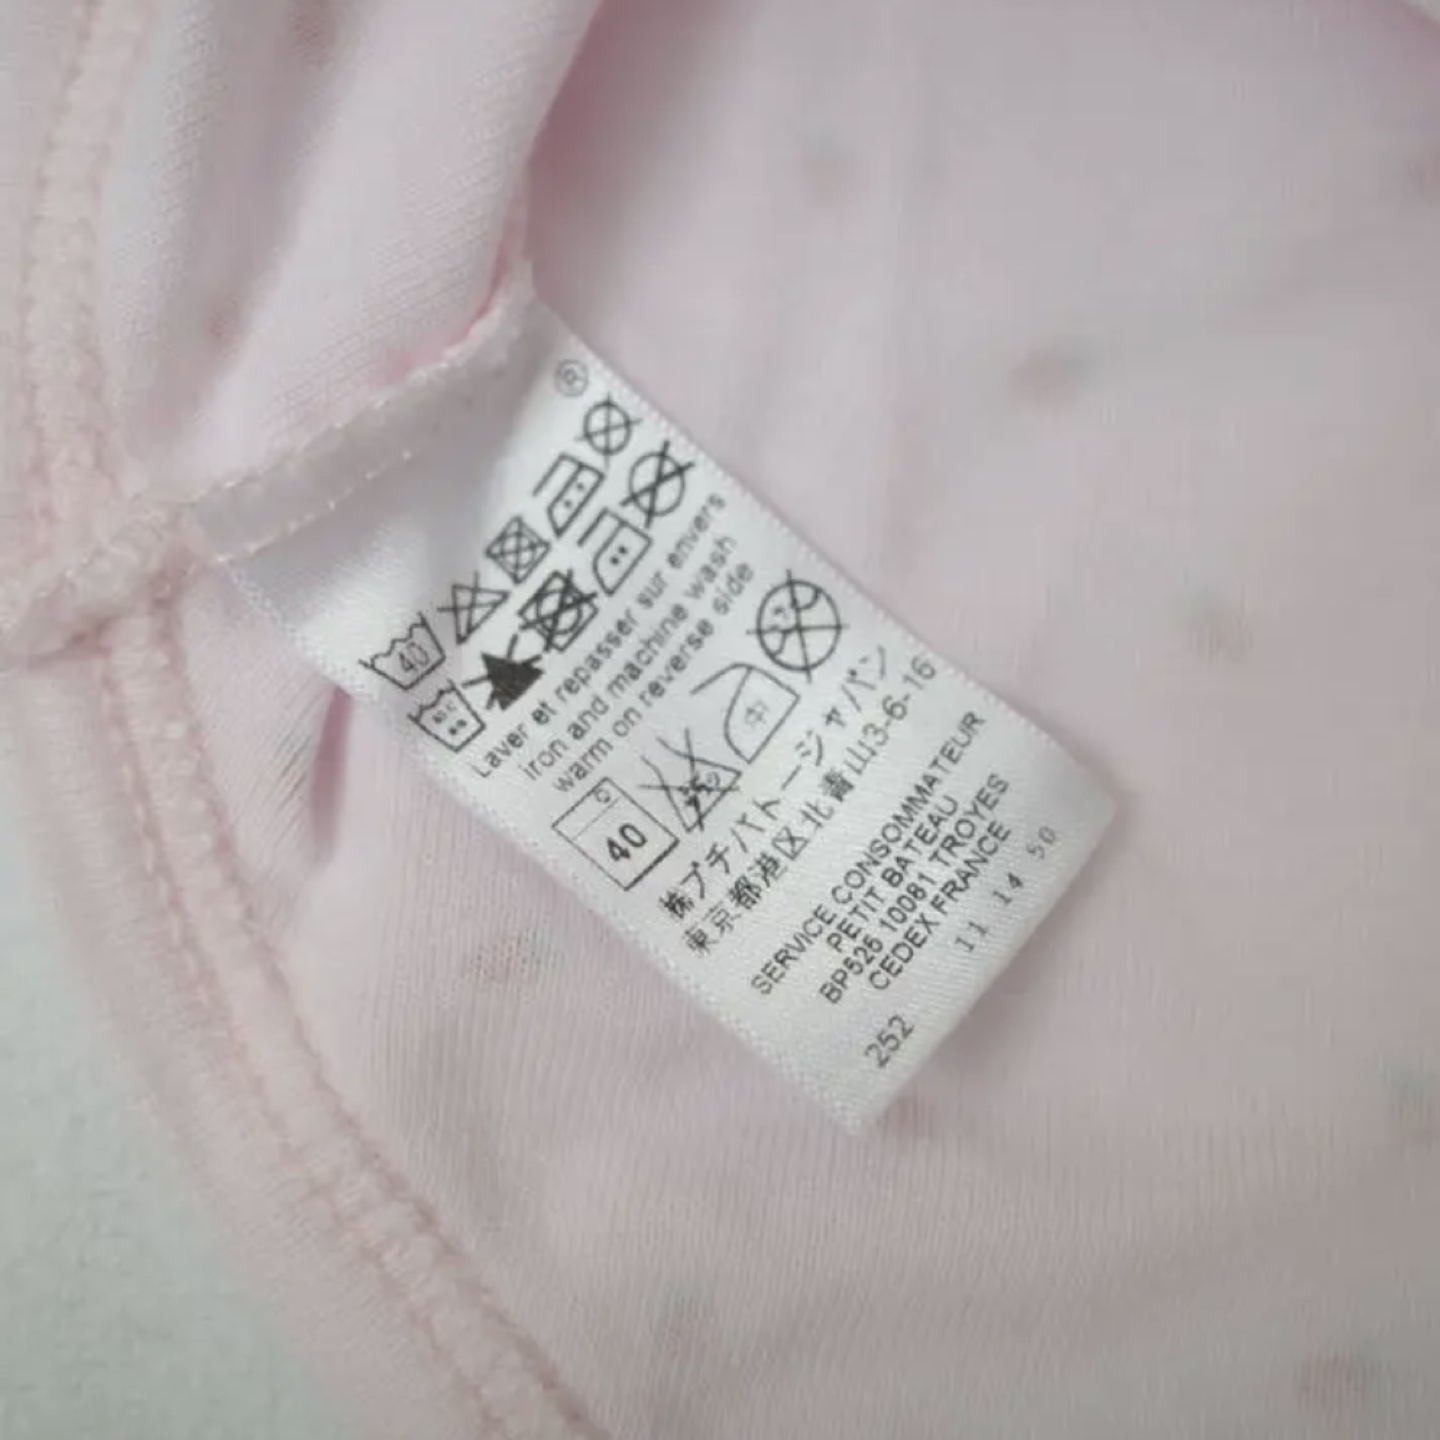 ®
40
Laver et repasser sur envers
Iron and machine wash
warm on reverse side
40
中
㈱プチバトージャパン
東京都港区北青山3-6-16
SERVICE CONSOMMATEUR
PETIT BATEAU
BP525 10081 TROYES
CEDEX FRANCE
252
11 14 50